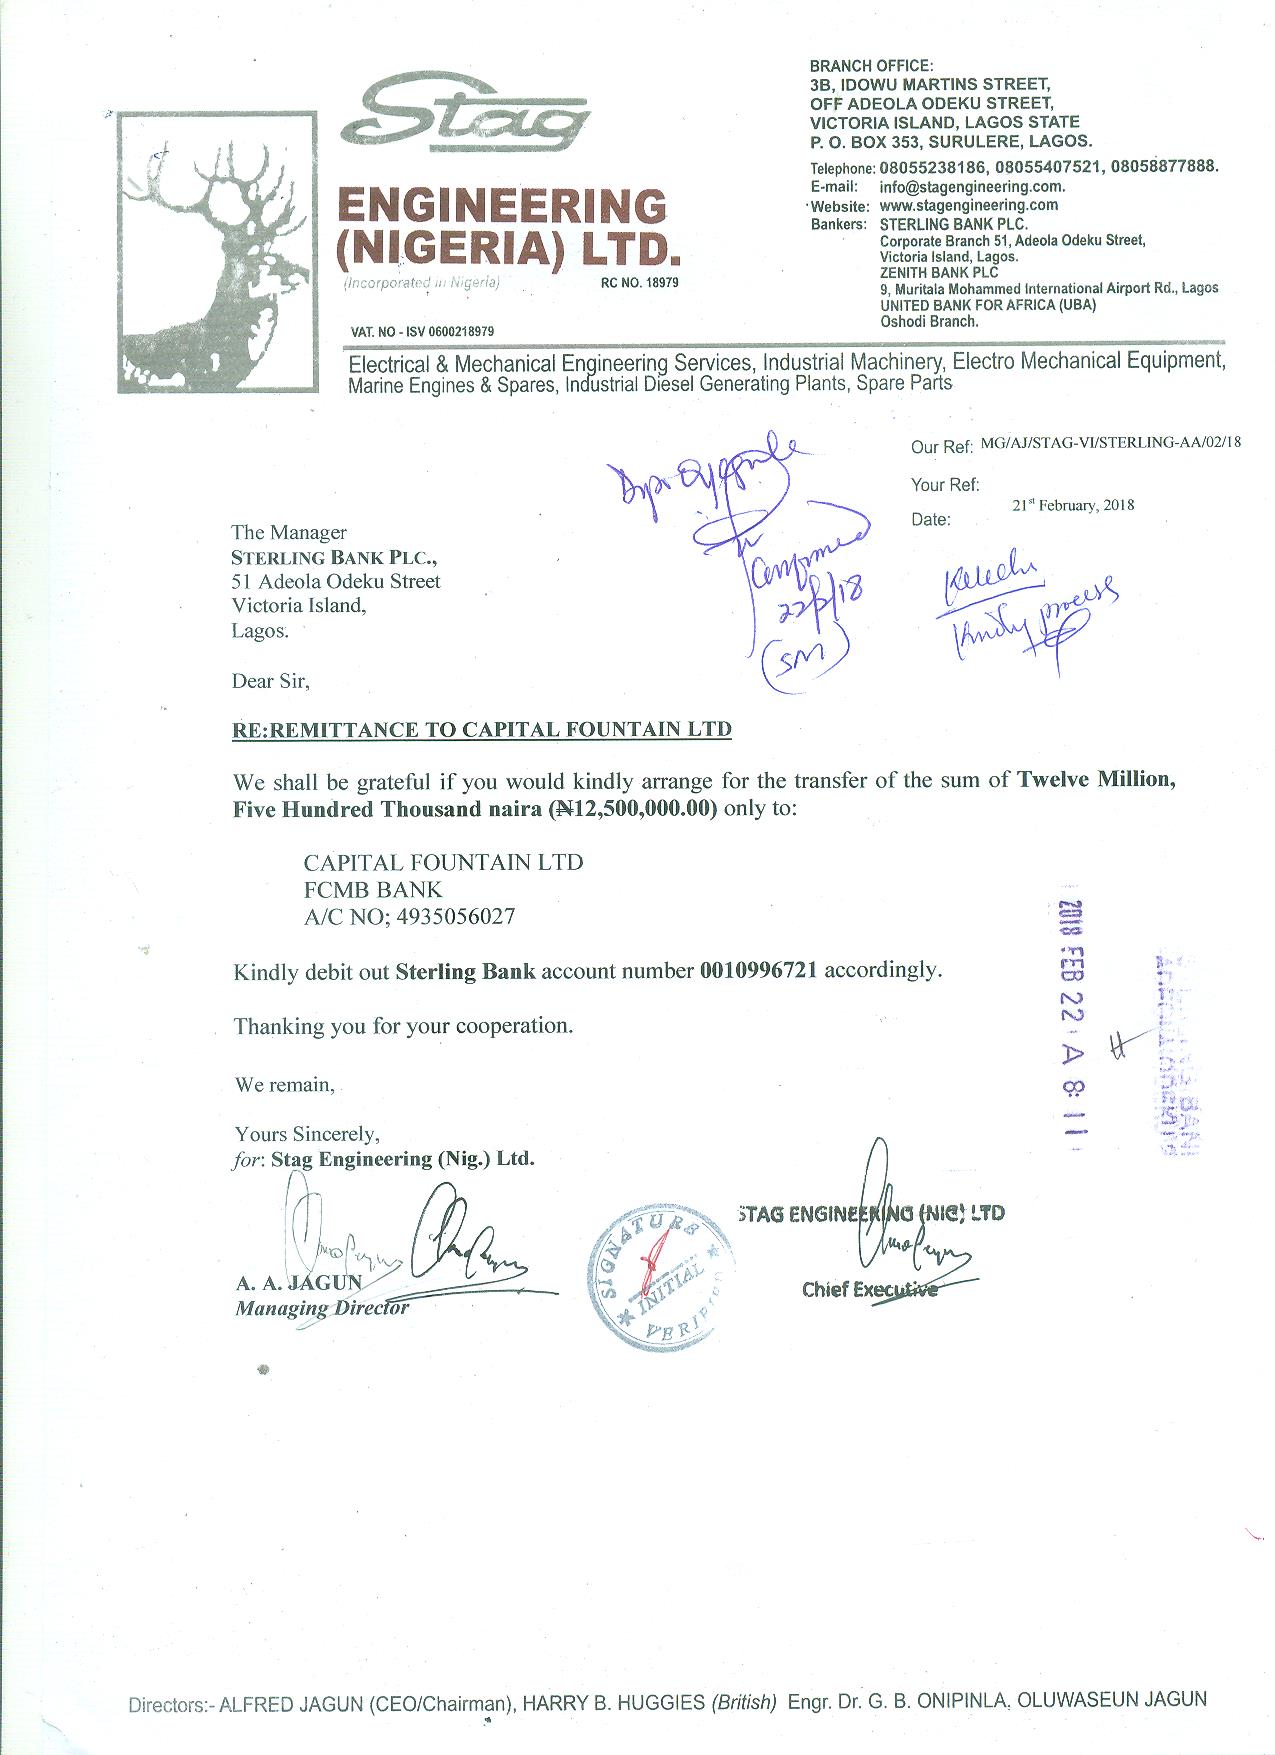 Stag
ENGINEERING
(NIGERIA) LTD.
(Incorporated in Nigeria)
RC NO. 18979
VAT. NO - ISV 0600218979
BRANCH OFFICE:
3B, IDOWU MARTINS STREET,
OFF ADEOLA ODEKU STREET,
VICTORIA ISLAND, LAGOS STATE
P. O. BOX 353, SURULERE, LAGOS.
Telephone: 08055238186, 08055407521, 08058877888.
E-mail: info@stagengineering.com.
Website: www.stagengineering.com
Bankers: STERLING BANK PLC.
Corporate Branch 51, Adeola Odeku Street,
Victoria Island, Lagos.
ZENITH BANK PLC
9, Muritala Mohammed International Airport Rd., Lagos
UNITED BANK FOR AFRICA (UBA)
Oshodi Branch.
Electrical & Mechanical Engineering Services, Industrial Machinery, Electro Mechanical Equipment,
Marine Engines & Spares, Industrial Diesel Generating Plants, Spare Parts
Our Ref: MG/AJ/STAG-VI/STERLING-AA/02/18
Your Ref:
21st February, 2018
Date:
Confirmed
22/2/18
(SM)
Kelechi
Kindly process
The Manager
STERLING BANK PLC.,
51 Adeola Odeku Street
Victoria Island,
Lagos.
Dear Sir,
RE:REMITTANCE TO CAPITAL FOUNTAIN LTD
We shall be grateful if you would kindly arrange for the transfer of the sum of Twelve Million,
Five Hundred Thousand naira (₦12,500,000.00) only to:
CAPITAL FOUNTAIN LTD
FCMB BANK
A/C NO; 4935056027
Kindly debit out Sterling Bank account number 0010996721 accordingly.
Thanking you for your cooperation.
2018 FEB 22 A 8 11
We remain,
Yours Sincerely,
for: Stag Engineering (Nig.) Ltd.
A. A. JAGUN
Managing Director
SIGNATURE
INITIAL
STAG ENGINEERING (NIG) LTD
Chief Executive
Directors:- ALFRED JAGUN (CEO/Chairman), HARRY B. HUGGIES (British) Engr. Dr. G. B. ONIPINLA, OLUWASEUN JAGUN